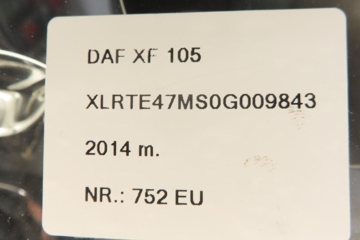 DAF XF 105
XLRTE47MS0G009843
2014 m.
NR.: 752 EU